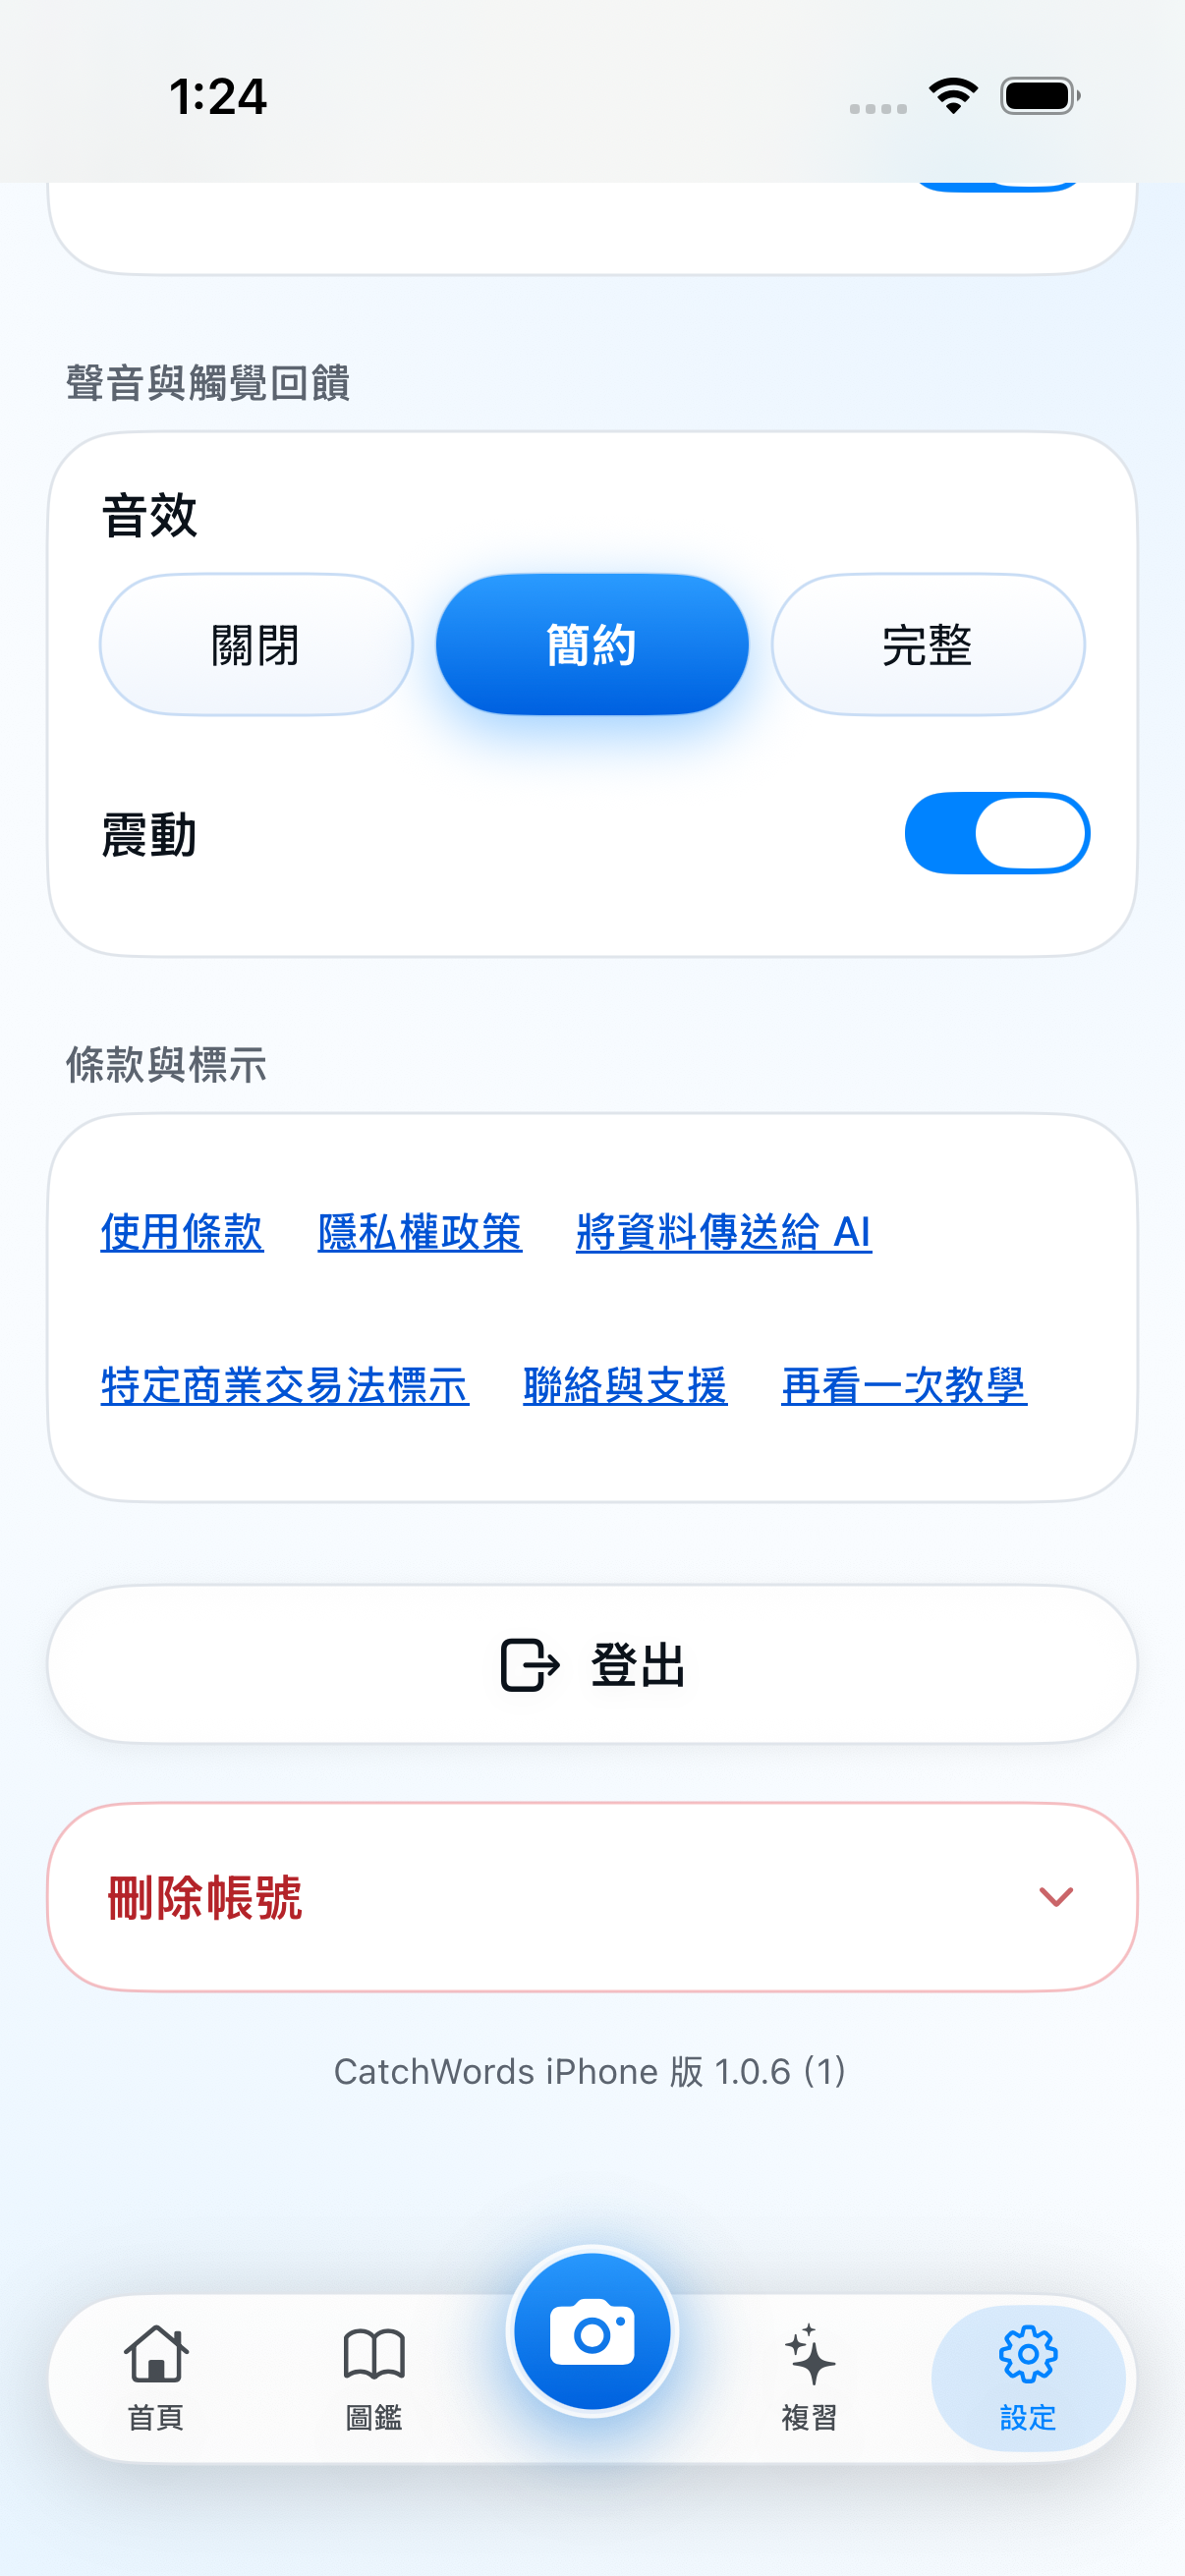 1:24
聲音與觸覺回饋
音效
關閉 簡約 完整
震動
條款與標示
使用條款 隱私權政策 將資料傳送給 AI
特定商業交易法標示 聯絡與支援 再看一次教學
登出
刪除帳號
CatchWords iPhone 版 1.0.6 (1)
首頁 圖鑑 複習 設定